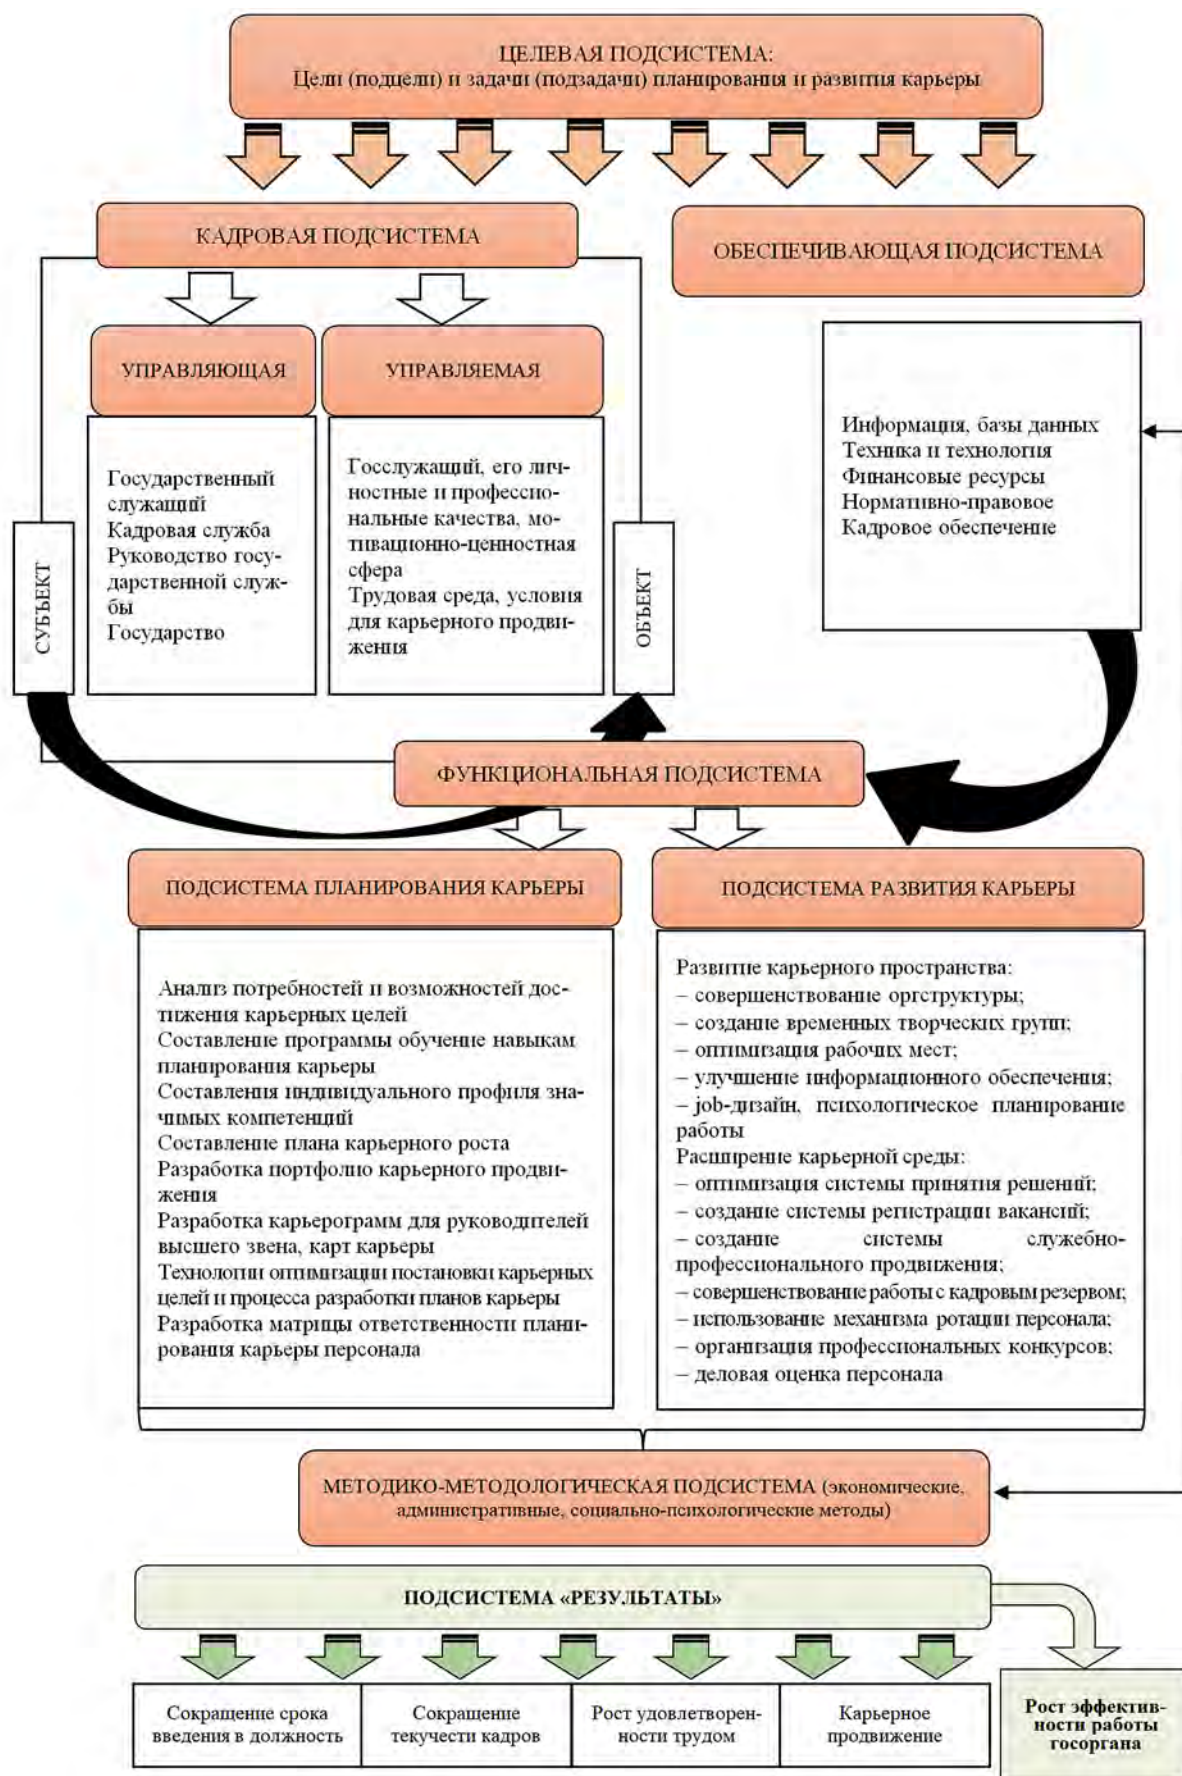 ЦЕЛЕВАЯ ПОДСИСТЕМА:
Цели (подцели) и задачи (подзадачи) планирования и развития карьеры
КАДРОВАЯ ПОДСИСТЕМА
ОБЕСПЕЧИВАЮЩАЯ ПОДСИСТЕМА
УПРАВЛЯЮЩАЯ
УПРАВЛЯЕМАЯ
СУБЪЕКТ
Государственный
служащий
Кадровая служба
Руководство госу-
дарственной служ-
бы
Государство
Госслужащий, его лич-
ностные и профессио-
нальные качества, мо-
тивационно-ценностная
сфера
Трудовая среда, условия
для карьерного продви-
жения
ОБЪЕКТ
Информация, базы данных
Техника и технология
Финансовые ресурсы
Нормативно-правовое
Кадровое обеспечение
ФУНКЦИОНАЛЬНАЯ ПОДСИСТЕМА
ПОДСИСТЕМА ПЛАНИРОВАНИЯ КАРЬЕРЫ
Анализ потребностей и возможностей дос-
тижения карьерных целей
Составление программы обучение навыкам
планирования карьеры
Составления индивидуального профиля зна-
чимых компетенций
Составление плана карьерного роста
Разработка портфолио карьерного продви-
жения
Разработка карьерограмм для руководителей
высшего звена, карт карьеры
Технологии оптимизации постановки карьерных
целей и процесса разработки планов карьеры
Разработка матрицы ответственности плани-
рования карьеры персонала
ПОДСИСТЕМА РАЗВИТИЯ КАРЬЕРЫ
Развитие карьерного пространства:
– совершенствование оргструктуры;
– создание временных творческих групп;
– оптимизация рабочих мест;
– улучшение информационного обеспечения;
– job-дизайн, психологическое планирование
работы
Расширение карьерной среды:
– оптимизация системы принятия решений;
– создание системы регистрации вакансий;
– создание системы служебно-
профессионального продвижения;
– совершенствование работы с кадровым резервом;
– использование механизма ротации персонала;
– организация профессиональных конкурсов;
– деловая оценка персонала
МЕТОДИКО-МЕТОДОЛОГИЧЕСКАЯ ПОДСИСТЕМА (экономические,
административные, социально-психологические методы)
ПОДСИСТЕМА «РЕЗУЛЬТАТЫ»
Сокращение срока
введения в должность
Сокращение
текучести кадров
Рост удовлетворен-
ности трудом
Карьерное
продвижение
Рост эффектив-
ности работы
госоргана